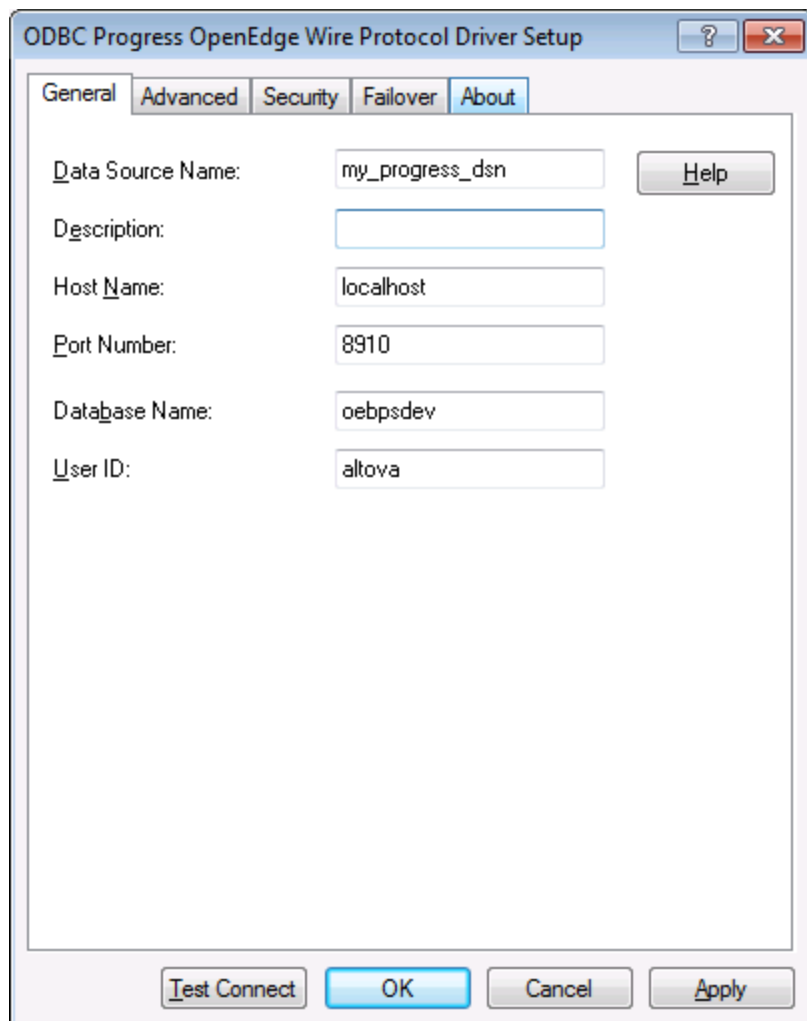 ODBC Progress OpenEdge Wire Protocol Driver Setup ?
General Advanced Security Failover About
Data Source Name: my_progress_dsn Help
Description:
Host Name: localhost
Port Number: 8910
Database Name: oebpsdev
User ID: altova
Test Connect OK Cancel Apply